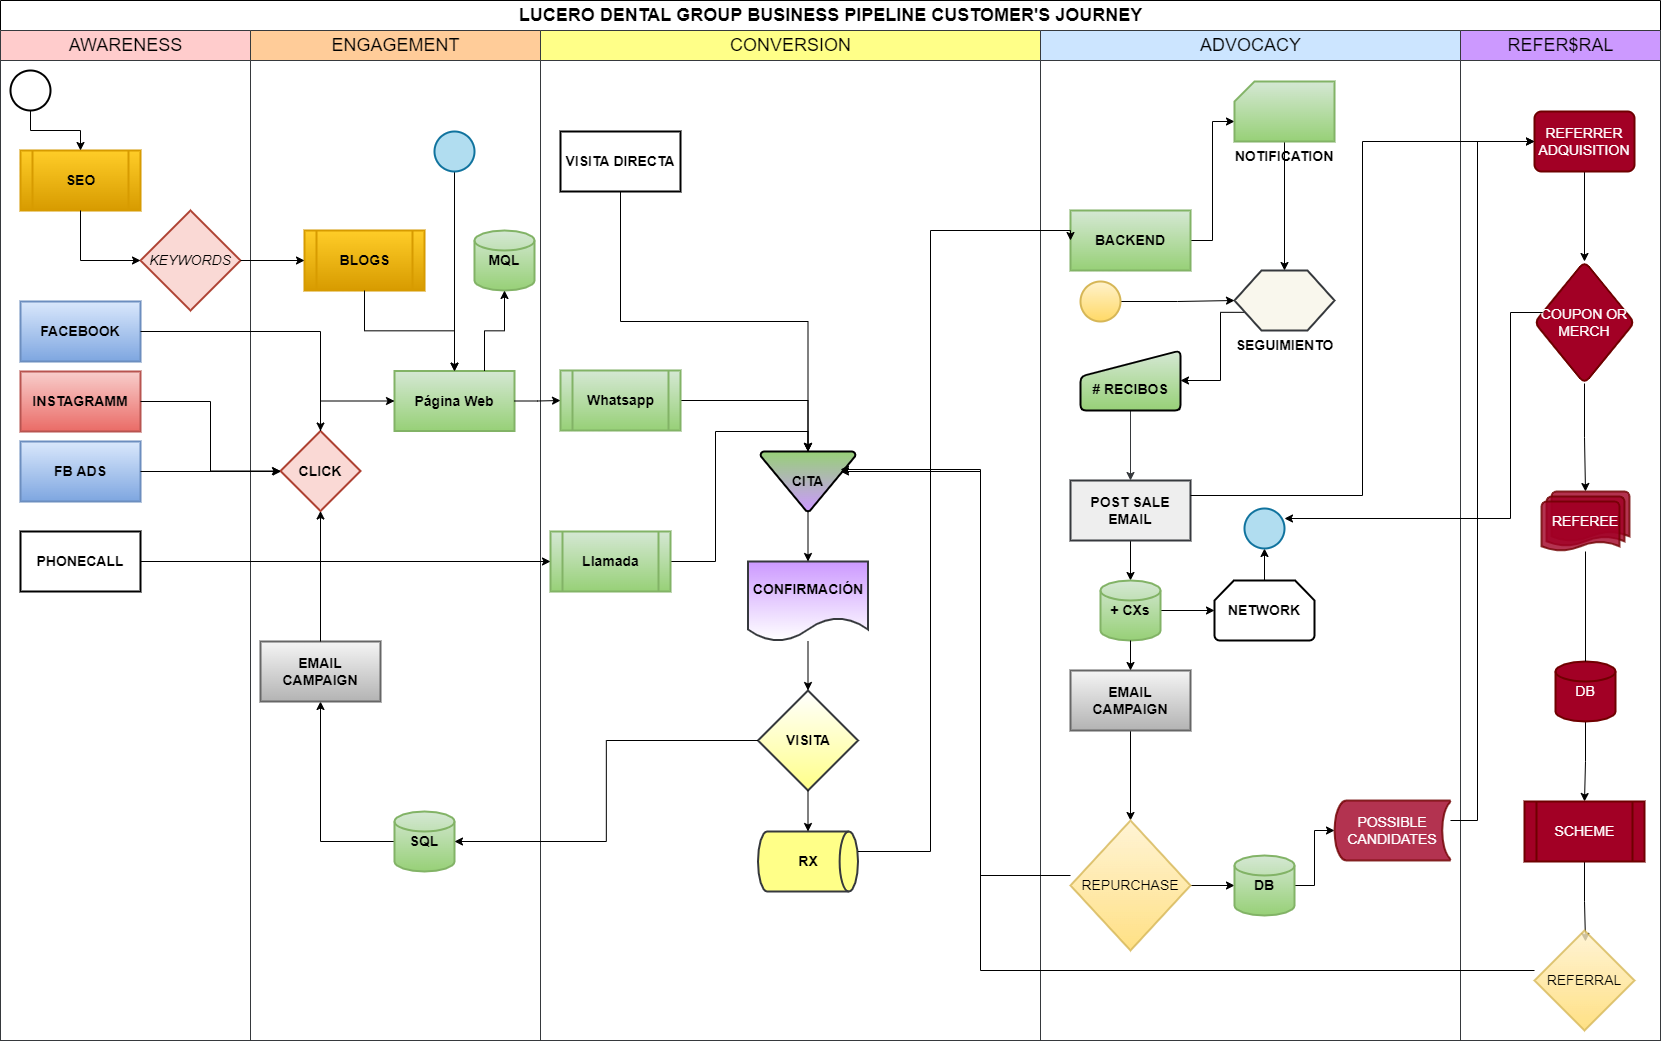 LUCERO DENTAL GROUP BUSINESS PIPELINE CUSTOMER'S JOURNEY
AWARENESS
ENGAGEMENT
CONVERSION
ADVOCACY
REFER$RAL
SEO
KEYWORDS
FACEBOOK
INSTAGRAMM
FB ADS
PHONECALL
BLOGS
MQL
Página Web
CLICK
EMAIL
CAMPAIGN
SQL
VISITA DIRECTA
Whatsapp
CITA
Llamada
CONFIRMACIÓN
VISITA
RX
NOTIFICATION
BACKEND
SEGUIMIENTO
# RECIBOS
POST SALE
EMAIL
+ CXs
NETWORK
EMAIL
CAMPAIGN
REPURCHASE
DB
POSSIBLE
CANDIDATES
REFERRER
ADQUISITION
COUPON OR
MERCH
REFEREE
DB
SCHEME
REFERRAL